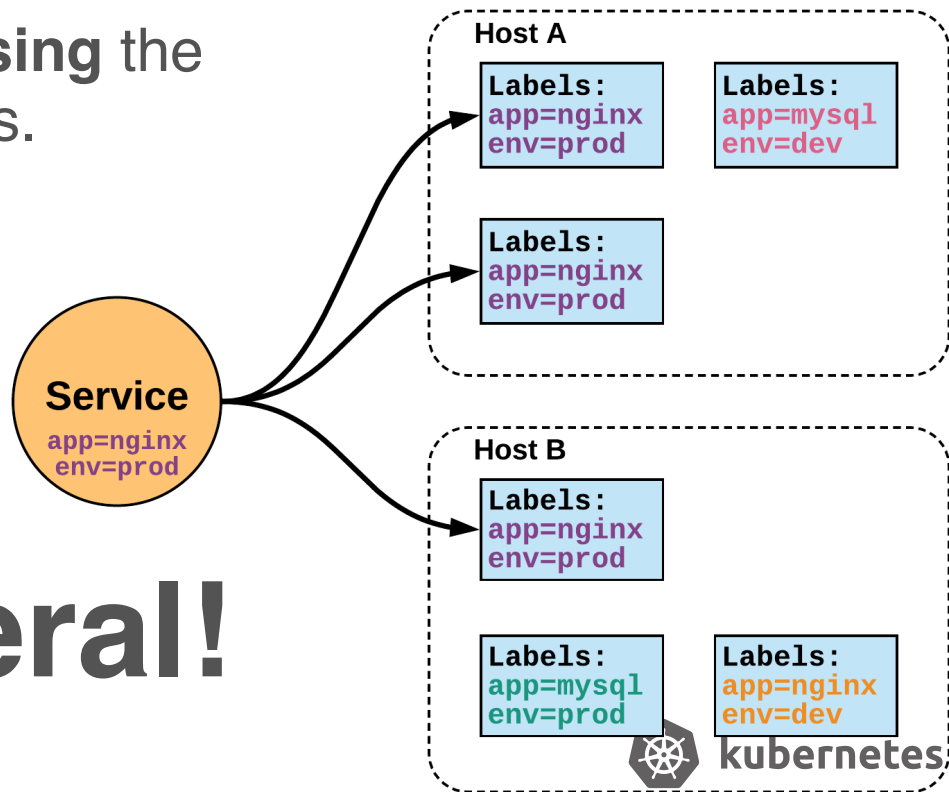 sing the
s.
eral!
Service
app=nginx
env=prod
Host A
Labels:
app=nginx
env=prod
Labels:
app=mysql
env=dev
Labels:
app=nginx
env=prod
Host B
Labels:
app=nginx
env=prod
Labels:
app=mysql
env=prod
Labels:
app=nginx
env=dev
kubernetes